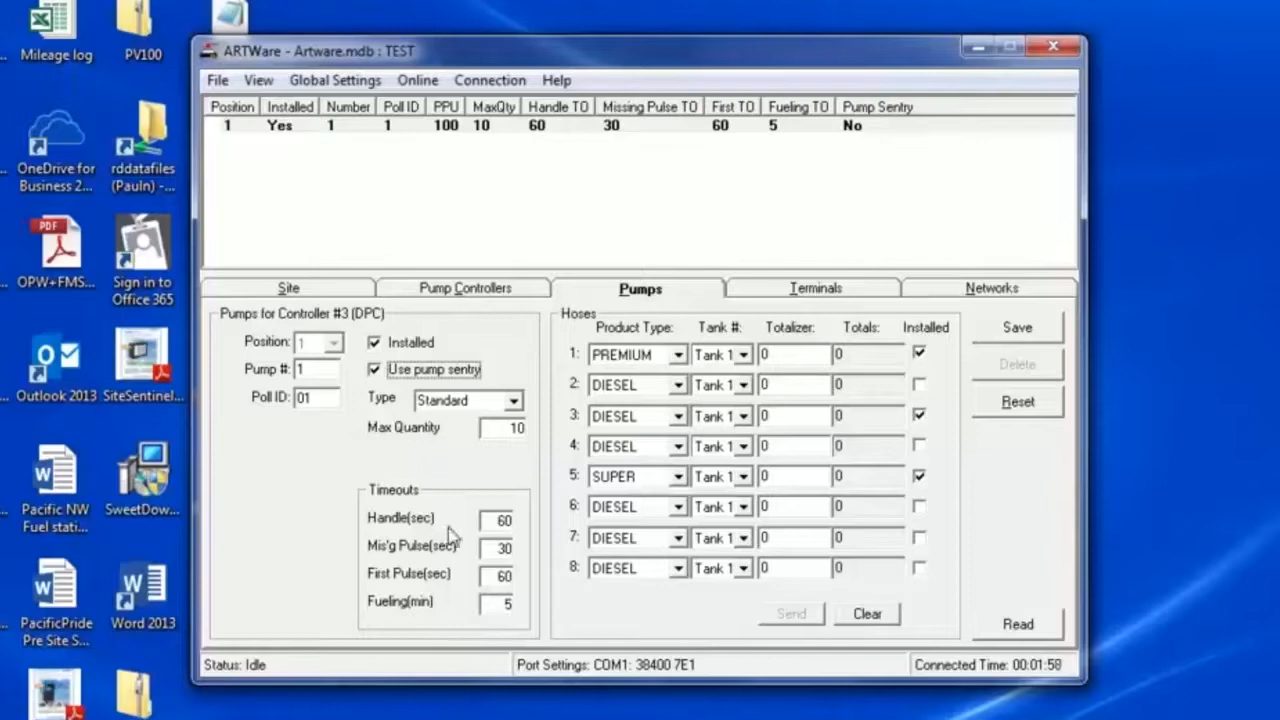 Mileage log
PV100
...
OneDrive for
Business 2...
rddatafiles
(Pauln) -...
PDF
OPW+FMS...
Sign in to
Office 365
...
Outlook 2013
SiteSentinel...
...
Pacific NW
Fuel stati...
SweetDow...
PacificPride
Pre Site S...
Word 2013
ARTWare - Artware.mdb : TEST
File View Global Settings Online Connection Help
Position Installed Number Poll ID PPU MaxQty Handle TO Missing Pulse TO First TO Fueling TO Pump Sentry
1 Yes 1 1 100 10 60 30 60 5 No
Site Pump Controllers Pumps Terminals Networks
Pumps for Controller #3 (DPC)
Position: 1
Installed
Pump #: 1
Use pump sentry
Poll ID: 01
Type Standard
Max Quantity 10
Timeouts
Handle(sec) 60
Mis'g Pulse(sec) 30
First Pulse(sec) 60
Fueling(min) 5
Hoses
Product Type: Tank #: Totalizer: Totals: Installed
1: PREMIUM Tank 1 0 0
2: DIESEL Tank 1 0 0
3: DIESEL Tank 1 0 0
4: DIESEL Tank 1 0 0
5: SUPER Tank 1 0 0
6: DIESEL Tank 1 0 0
7: DIESEL Tank 1 0 0
8: DIESEL Tank 1 0 0
Send Clear
Save
Delete
Reset
Read
Status: Idle
Port Settings: COM1: 38400 7E1
Connected Time: 00:01:58